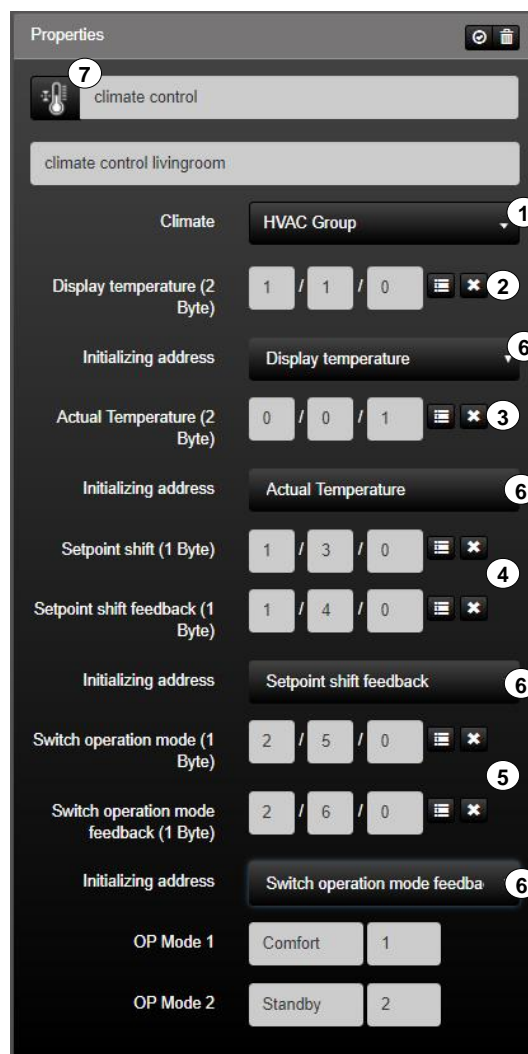 Properties
7
climate control
climate control livingroom
Climate HVAC Group 1
Display temperature (2 Byte) 1 / 1 / 0 2
Initializing address Display temperature 6
Actual Temperature (2 Byte) 0 / 0 / 1 3
Initializing address Actual Temperature 6
Setpoint shift (1 Byte) 1 / 3 / 0
4
Setpoint shift feedback (1 Byte) 1 / 4 / 0
Initializing address Setpoint shift feedback 6
Switch operation mode (1 Byte) 2 / 5 / 0
5
Switch operation mode feedback (1 Byte) 2 / 6 / 0
Initializing address Switch operation mode feedba 6
OP Mode 1 Comfort 1
OP Mode 2 Standby 2